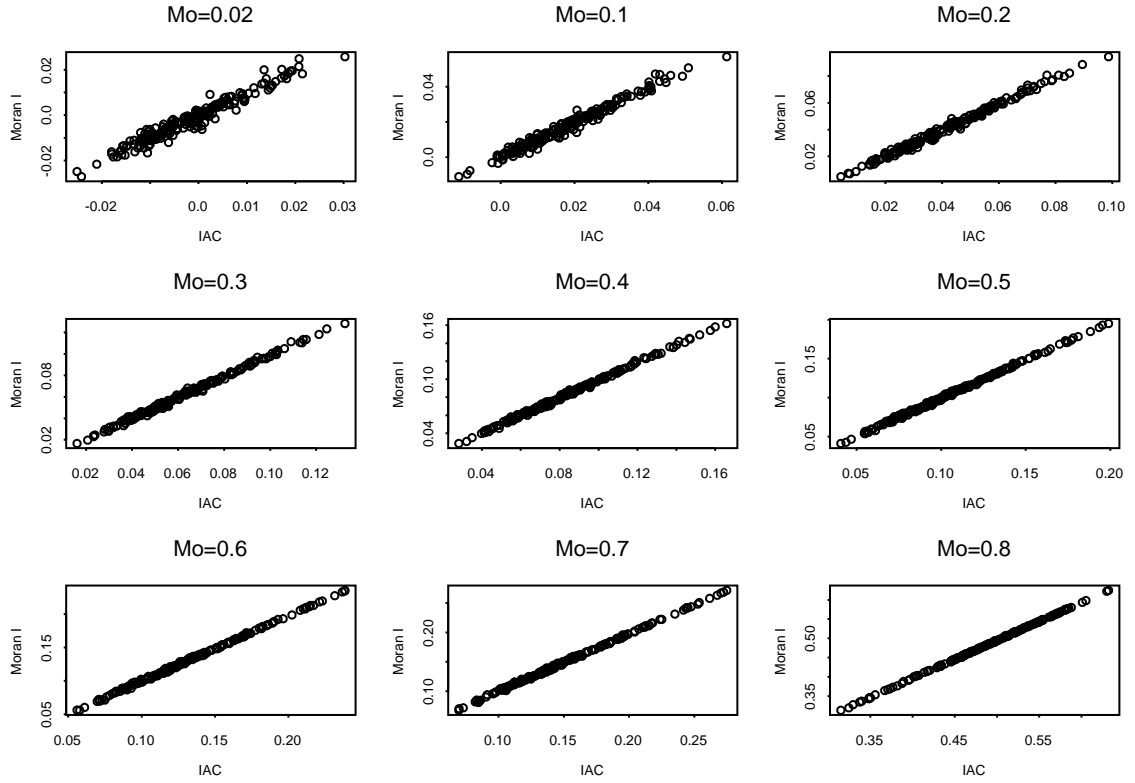 Mo=0.02
Moran I
-0.02 0.0 0.02
-0.02 0.0 0.01 0.02 0.03
IAC
Mo=0.1
Moran I
0.0 0.04
0.0 0.02 0.04 0.06
IAC
Mo=0.2
Moran I
0.02 0.06
0.02 0.04 0.06 0.08 0.10
IAC
Mo=0.3
Moran I
0.02 0.08
0.02 0.04 0.06 0.08 0.10 0.12
IAC
Mo=0.4
Moran I
0.04 0.10 0.16
0.04 0.08 0.12 0.16
IAC
Mo=0.5
Moran I
0.05 0.15
0.05 0.10 0.15 0.20
IAC
Mo=0.6
Moran I
0.05 0.15
0.05 0.10 0.15 0.20
IAC
Mo=0.7
Moran I
0.10 0.20
0.10 0.15 0.20 0.25
IAC
Mo=0.8
Moran I
0.35 0.50
0.35 0.45 0.55
IAC